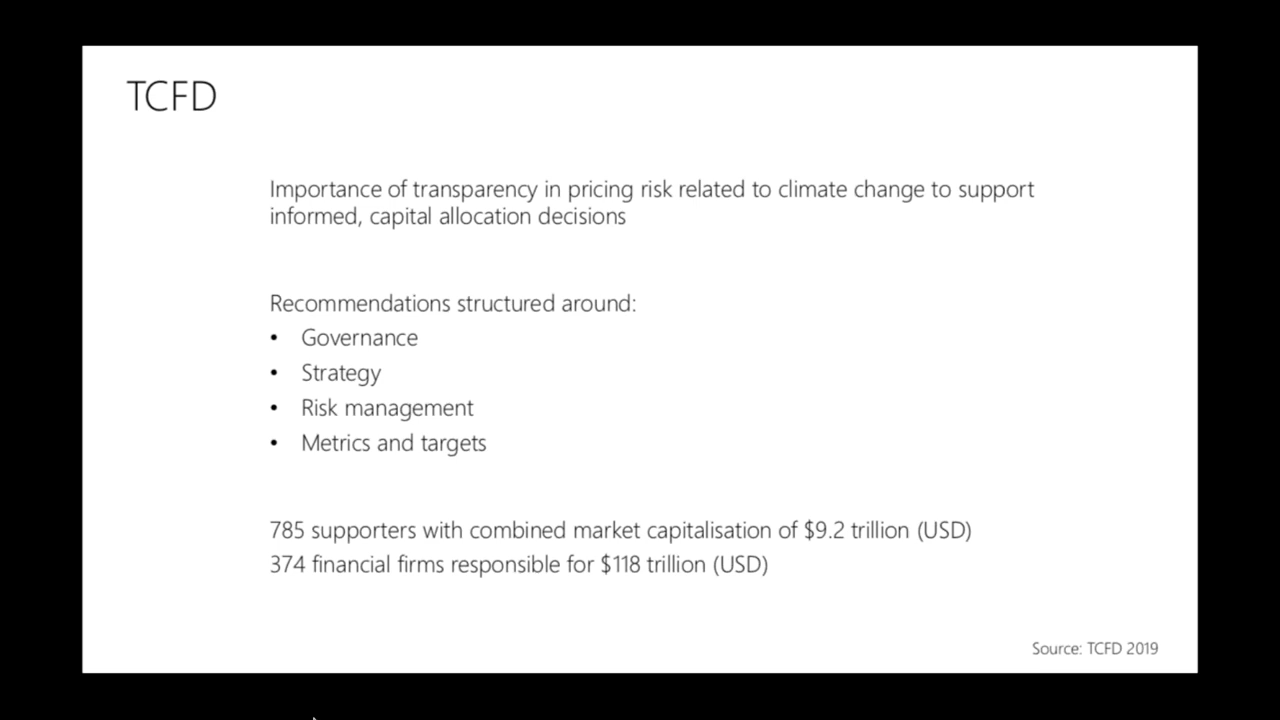 TCFD
Importance of transparency in pricing risk related to climate change to support
informed, capital allocation decisions
Recommendations structured around:
• Governance
• Strategy
• Risk management
• Metrics and targets
785 supporters with combined market capitalisation of $9.2 trillion (USD)
374 financial firms responsible for $118 trillion (USD)
Source: TCFD 2019